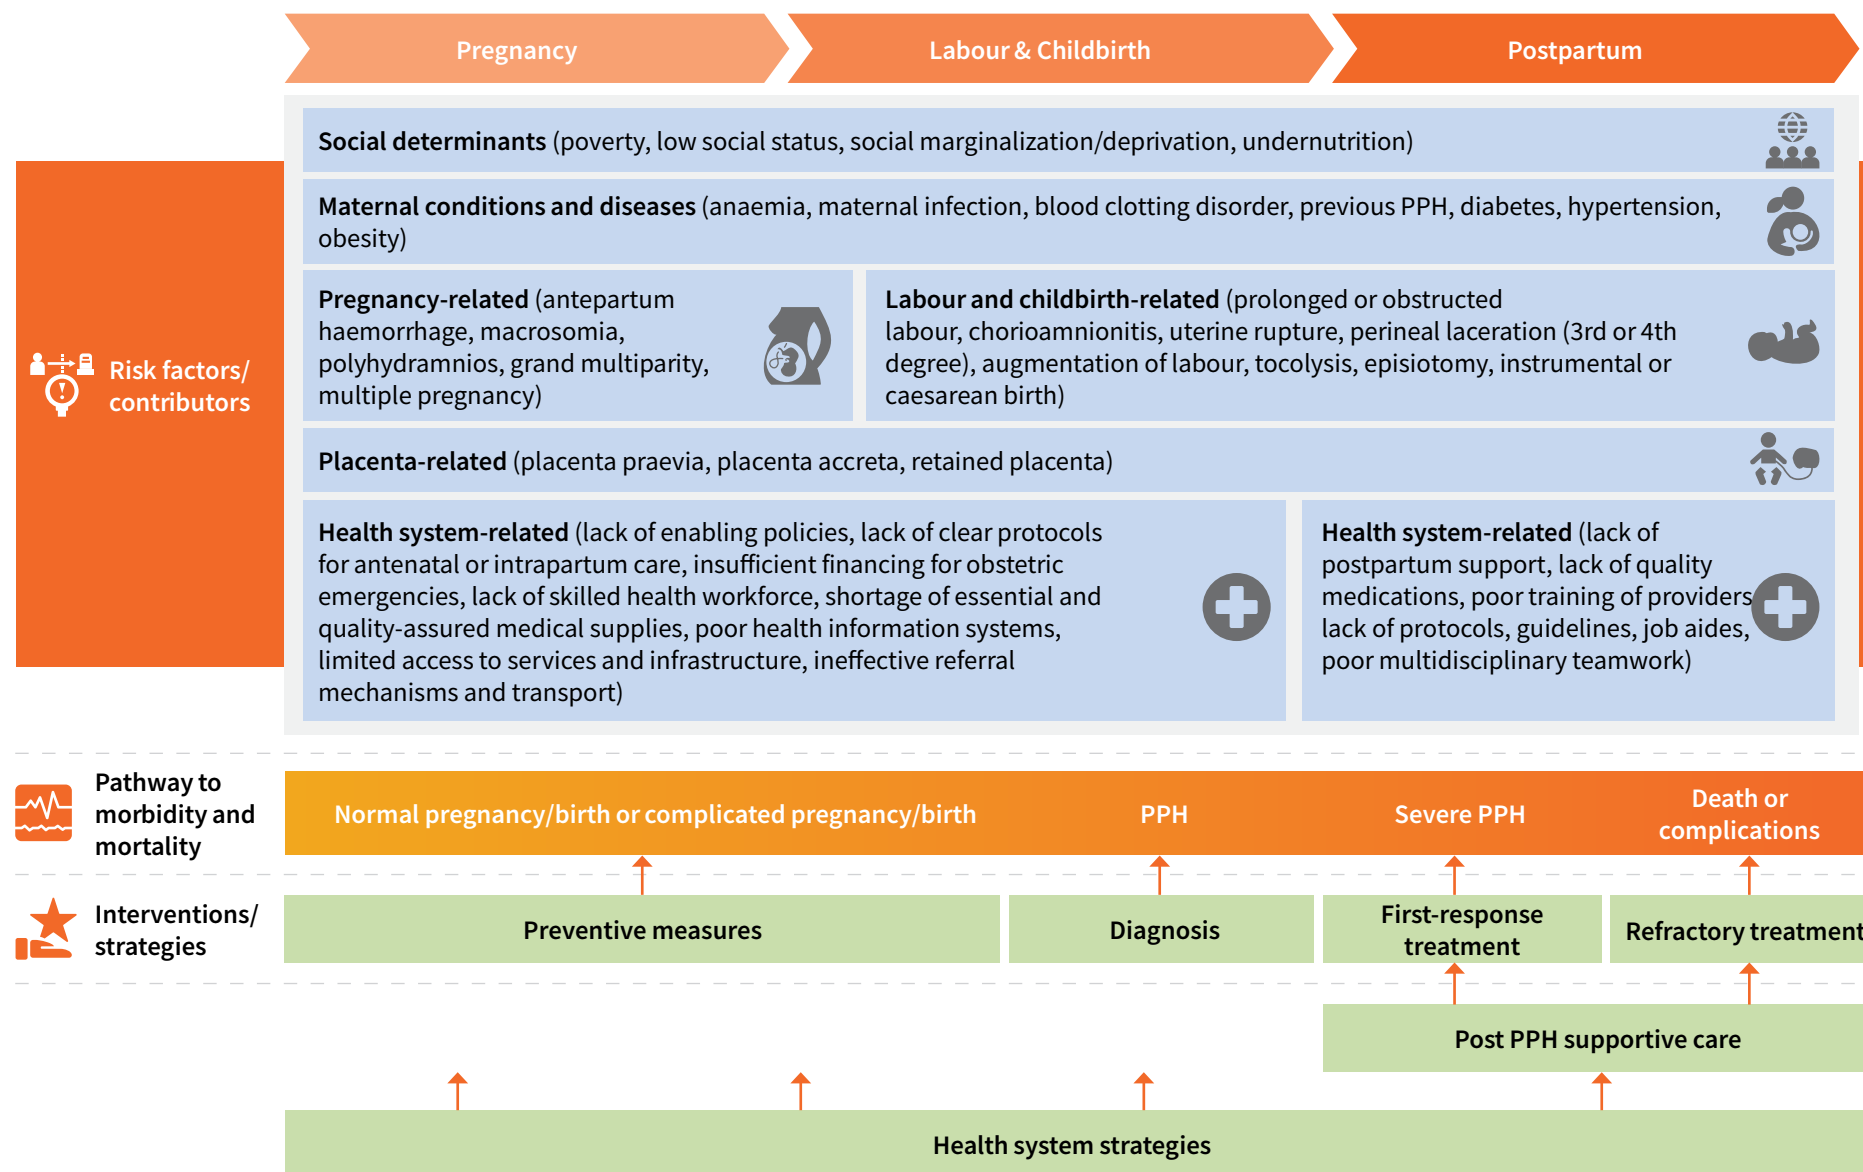 Pregnancy
Labour & Childbirth
Postpartum
Risk factors/
contributors
Social determinants (poverty, low social status, social marginalization/deprivation, undernutrition)
Maternal conditions and diseases (anaemia, maternal infection, blood clotting disorder, previous PPH, diabetes, hypertension,
obesity)
Pregnancy-related (antepartum
haemorrhage, macrosomia,
polyhydramnios, grand multiparity,
multiple pregnancy)
Labour and childbirth-related (prolonged or obstructed
labour, chorioamnionitis, uterine rupture, perineal laceration (3rd or 4th
degree), augmentation of labour, tocolysis, episiotomy, instrumental or
caesarean birth)
Placenta-related (placenta praevia, placenta accreta, retained placenta)
Health system-related (lack of enabling policies, lack of clear protocols
for antenatal or intrapartum care, insufficient financing for obstetric
emergencies, lack of skilled health workforce, shortage of essential and
quality-assured medical supplies, poor health information systems,
limited access to services and infrastructure, ineffective referral
mechanisms and transport)
Health system-related (lack of
postpartum support, lack of quality
medications, poor training of providers
lack of protocols, guidelines, job aides,
poor multidisciplinary teamwork)
Pathway to
morbidity and
mortality
Normal pregnancy/birth or complicated pregnancy/birth
PPH
Severe PPH
Death or
complications
Interventions/
strategies
Preventive measures
Diagnosis
First-response
treatment
Refractory treatment
Post PPH supportive care
Health system strategies